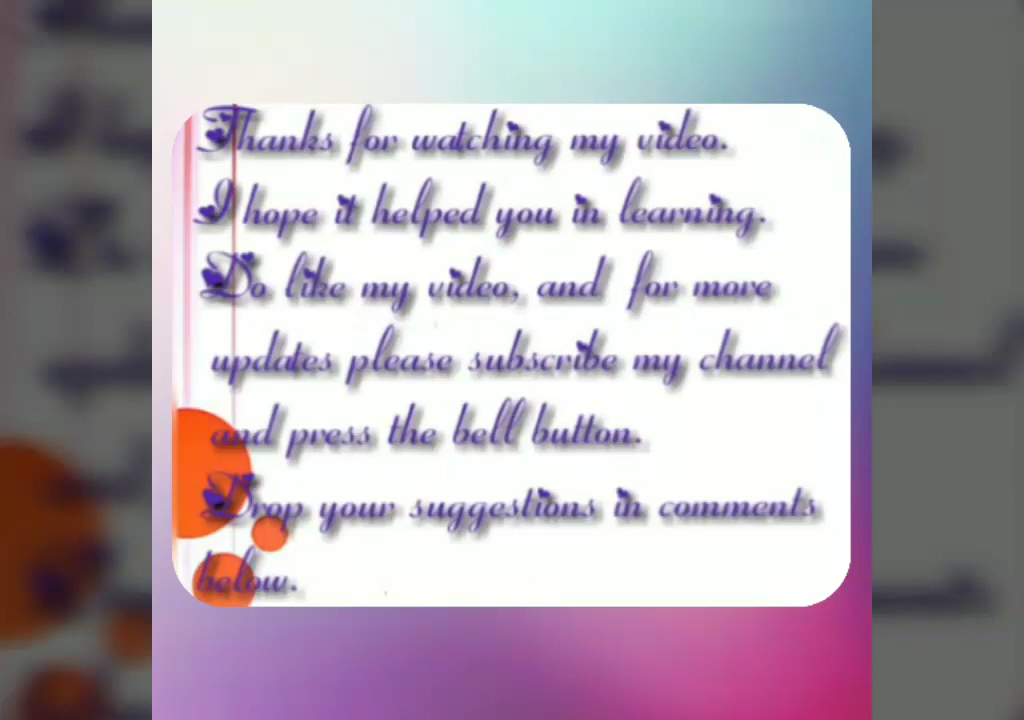 Thanks for watching my video.
I hope it helped you in learning.
Do like my video, and for more
updates please subscribe my channel
and press the bell button.
Drop your suggestions in comments
below.